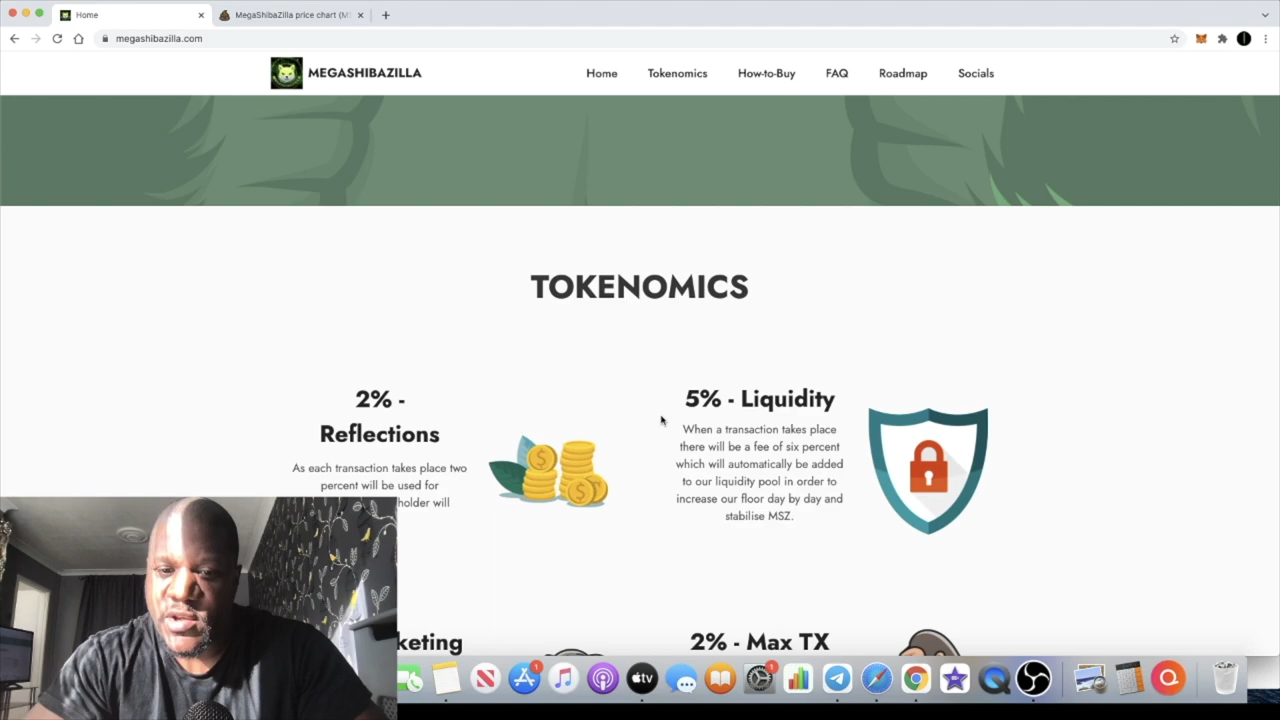 Home
MegaShibaZilla price chart (M
megashibazilla.com
MEGASHIBAZILLA
Home
Tokenomics
How-to-Buy
FAQ
Roadmap
Socials
TOKENOMICS
2% -
Reflections
As each transaction takes place two
percent will be used for
holder will
5% - Liquidity
When a transaction takes place
there will be a fee of six percent
which will automatically be added
to our liquidity pool in order to
increase our floor day by day and
stabilise MSZ.
keting
2% - Max TX
1
tv
1